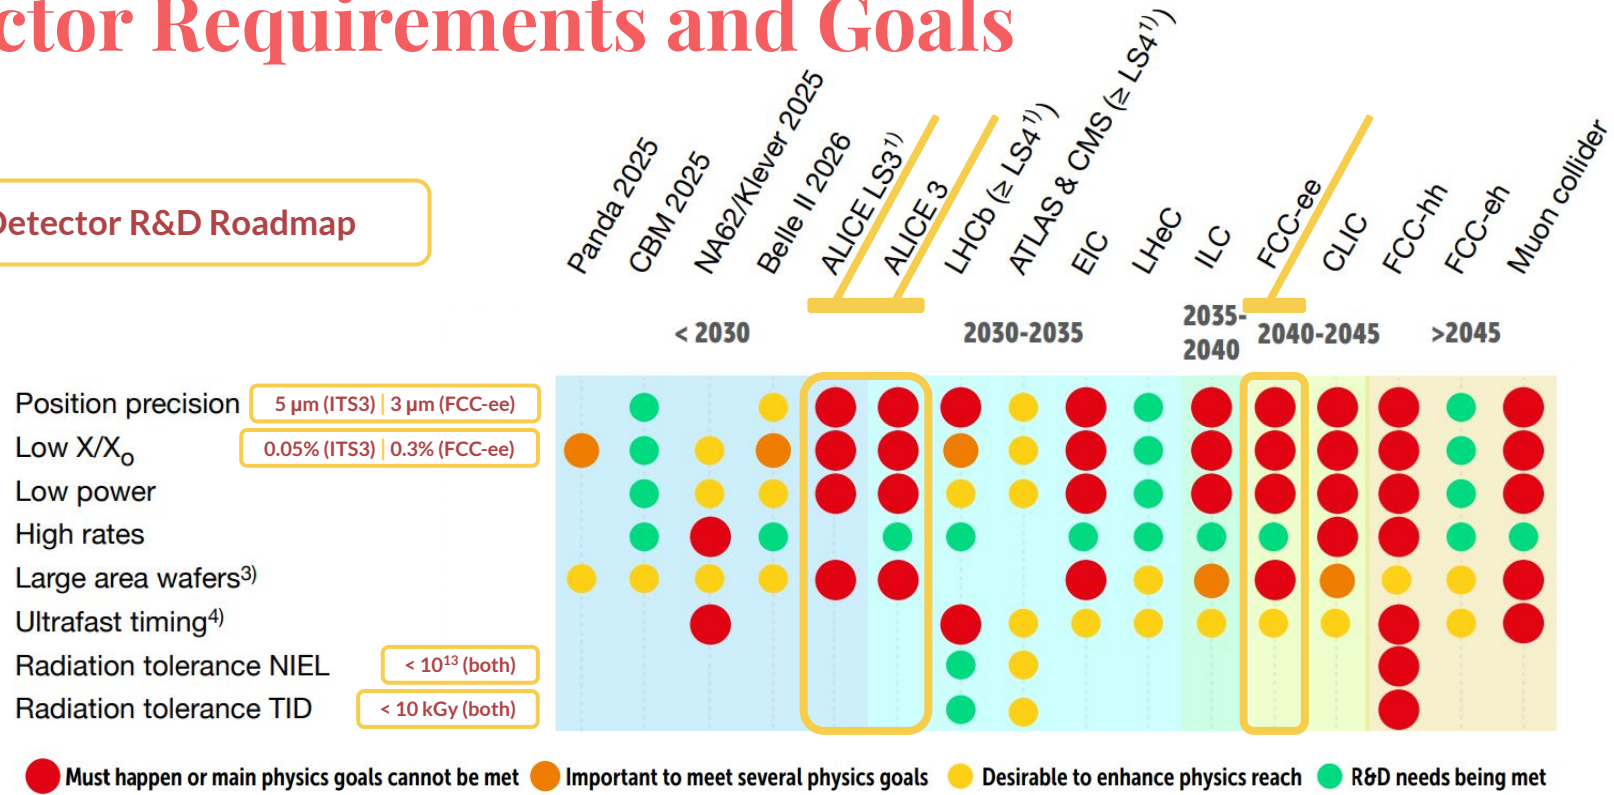 ctor Requirements and Goals
Detector R&D Roadmap
Panda 2025
CBM 2025
NA62/Klever 2025
Belle II 2026
ALICE LS3¹⁾
ALICE 3
LHCb (≥ LS4¹⁾)
ATLAS & CMS (≥ LS4¹⁾)
EIC
LHeC
ILC
FCC-ee
CLIC
FCC-hh
FCC-eh
Muon collider
< 2030
2030-2035
2035-
2040
2040-2045
>2045
Position precision
5 µm (ITS3) | 3 µm (FCC-ee)
Low X/X₀
0.05% (ITS3) | 0.3% (FCC-ee)
Low power
High rates
Large area wafers³⁾
Ultrafast timing⁴⁾
Radiation tolerance NIEL
< 10¹³ (both)
Radiation tolerance TID
< 10 kGy (both)
Must happen or main physics goals cannot be met
Important to meet several physics goals
Desirable to enhance physics reach
R&D needs being met